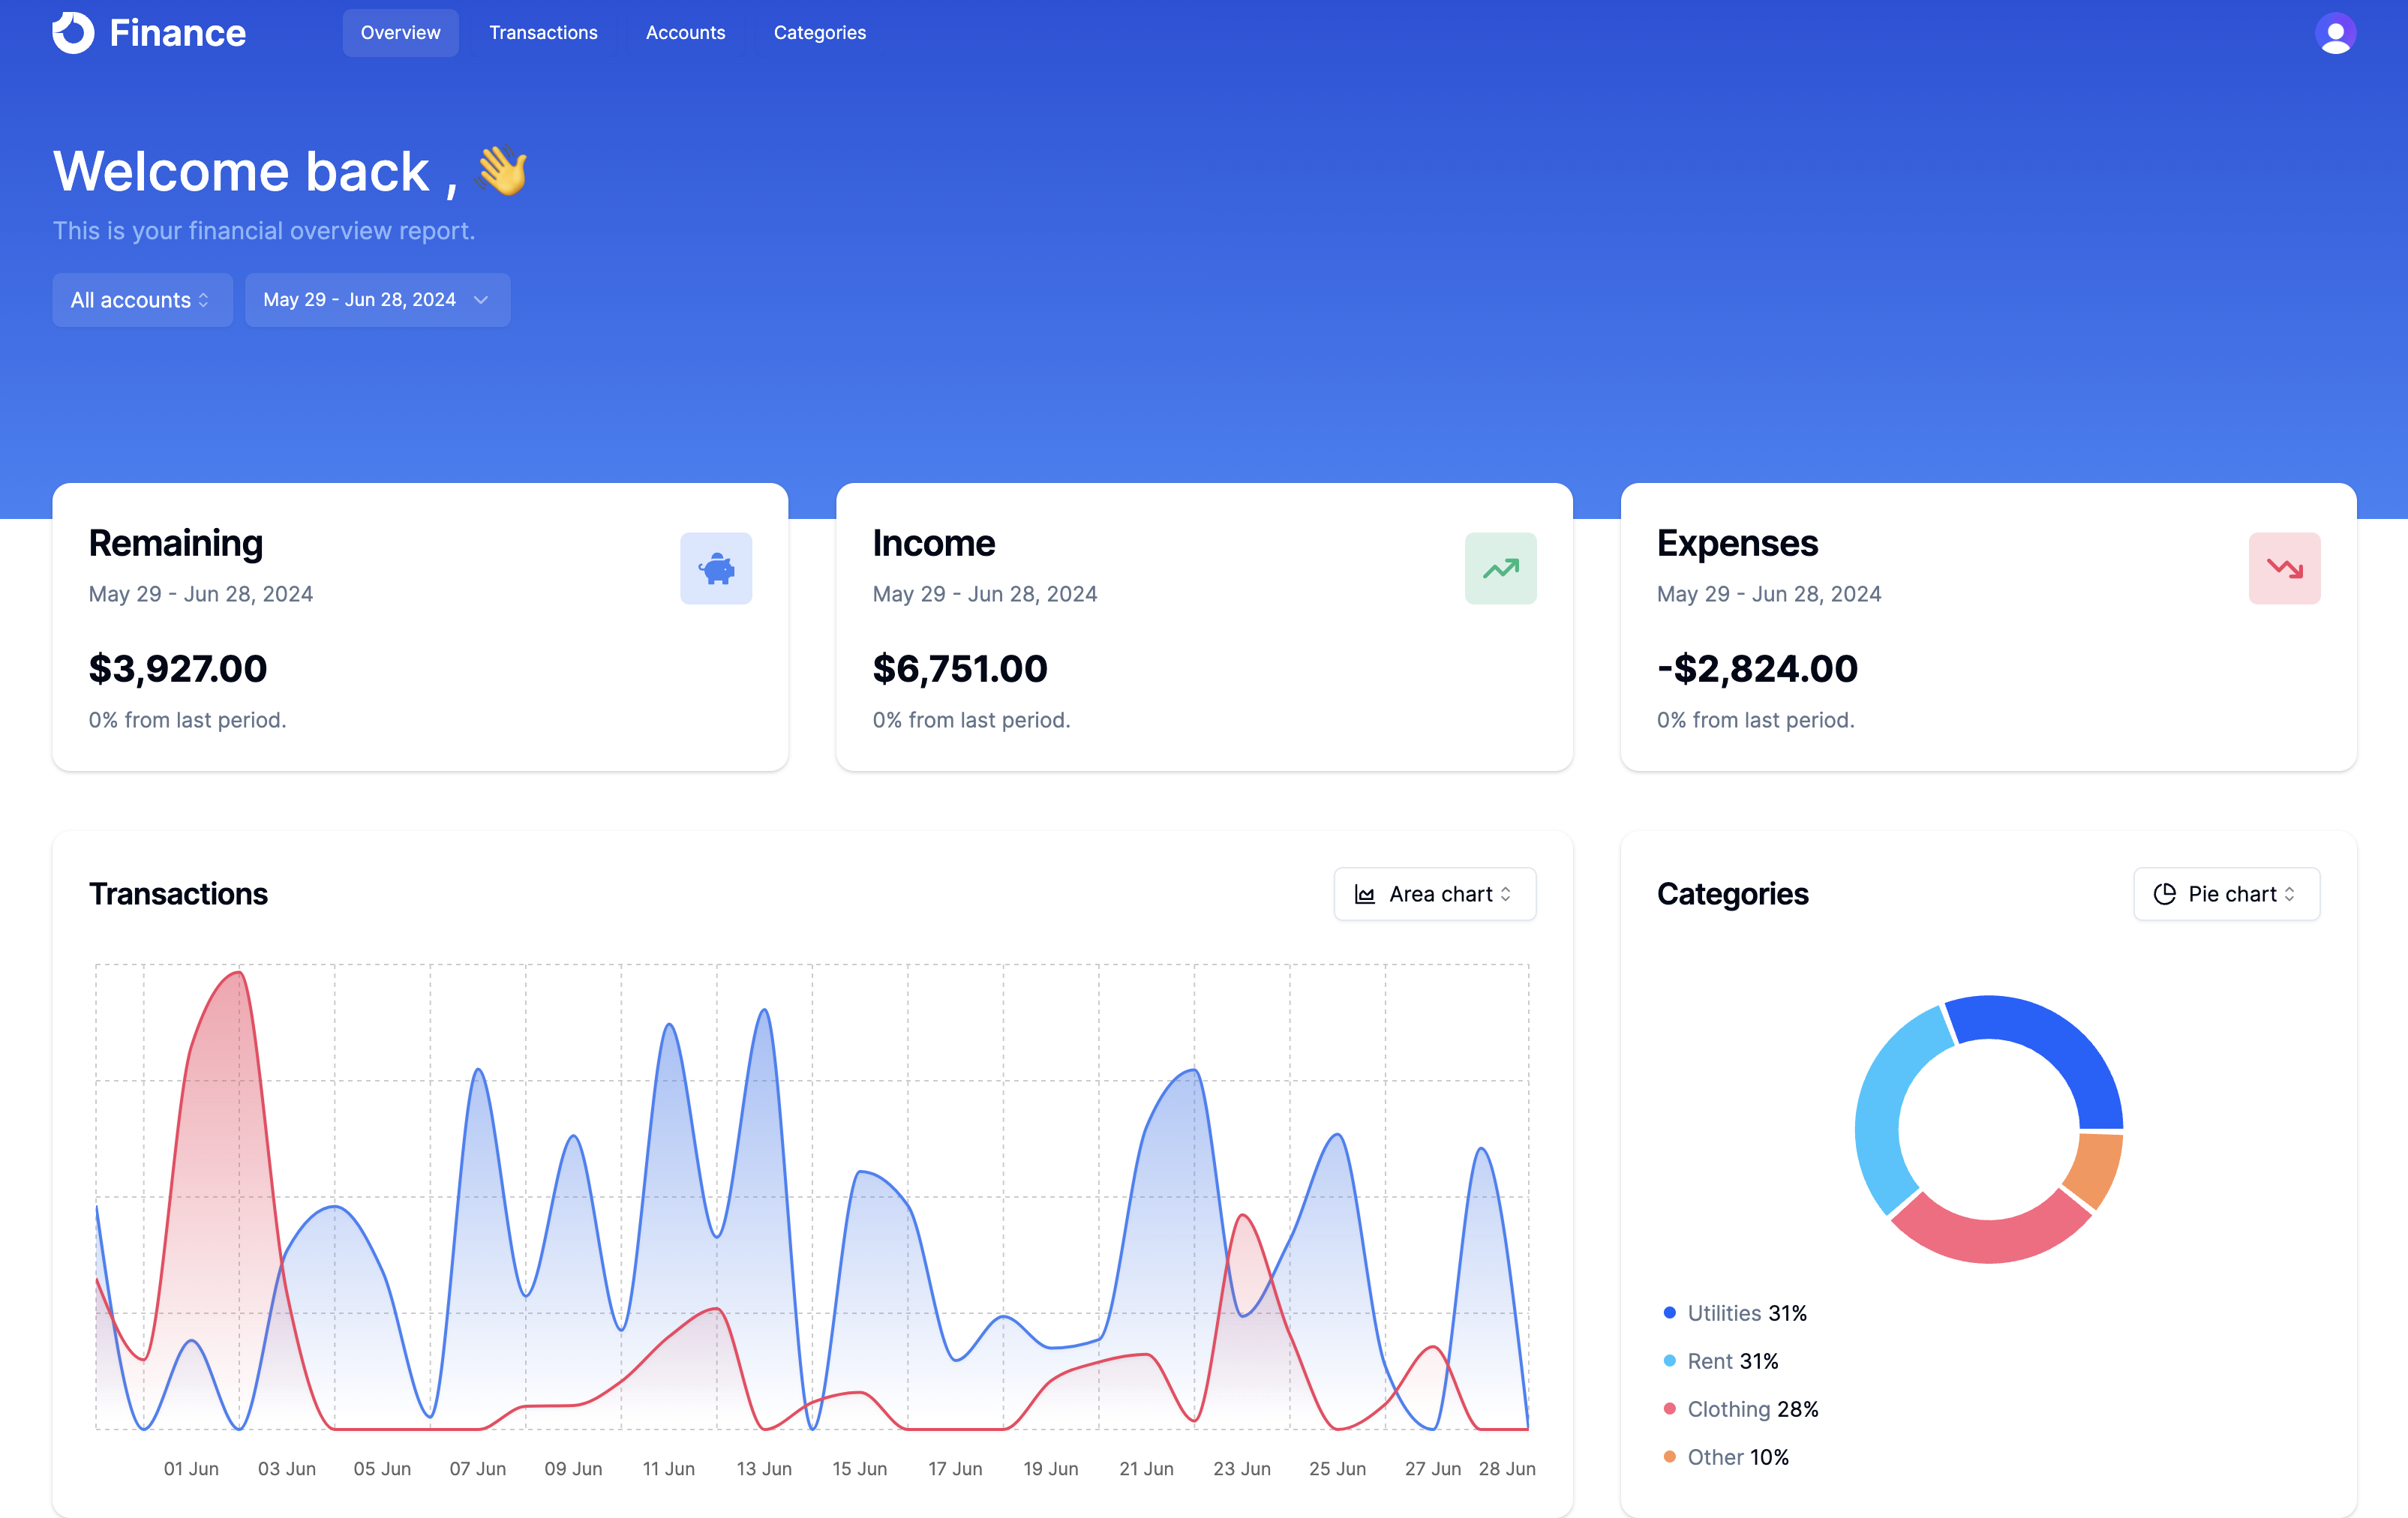 Finance
Overview
Transactions
Accounts
Categories
Welcome back , 👋
This is your financial overview report.
All accounts
May 29 - Jun 28, 2024
Remaining
May 29 - Jun 28, 2024
$3,927.00
0% from last period.
Income
May 29 - Jun 28, 2024
$6,751.00
0% from last period.
Expenses
May 29 - Jun 28, 2024
-$2,824.00
0% from last period.
Transactions
Area chart
01 Jun
03 Jun
05 Jun
07 Jun
09 Jun
11 Jun
13 Jun
15 Jun
17 Jun
19 Jun
21 Jun
23 Jun
25 Jun
27 Jun
28 Jun
Categories
Pie chart
Utilities 31%
Rent 31%
Clothing 28%
Other 10%